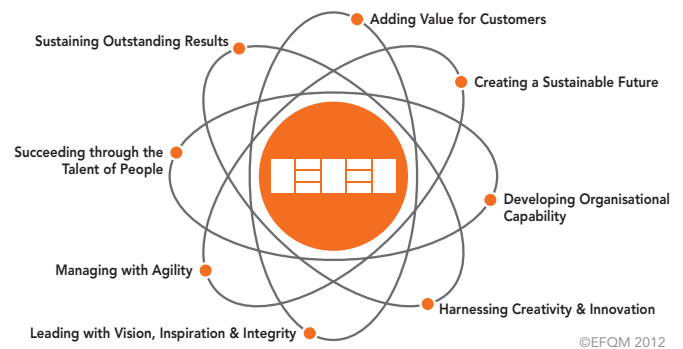 Adding Value for Customers
Sustaining Outstanding Results
Creating a Sustainable Future
Succeeding through the
Talent of People
Developing Organisational
Capability
Managing with Agility
Harnessing Creativity & Innovation
Leading with Vision, Inspiration & Integrity
©EFQM 2012